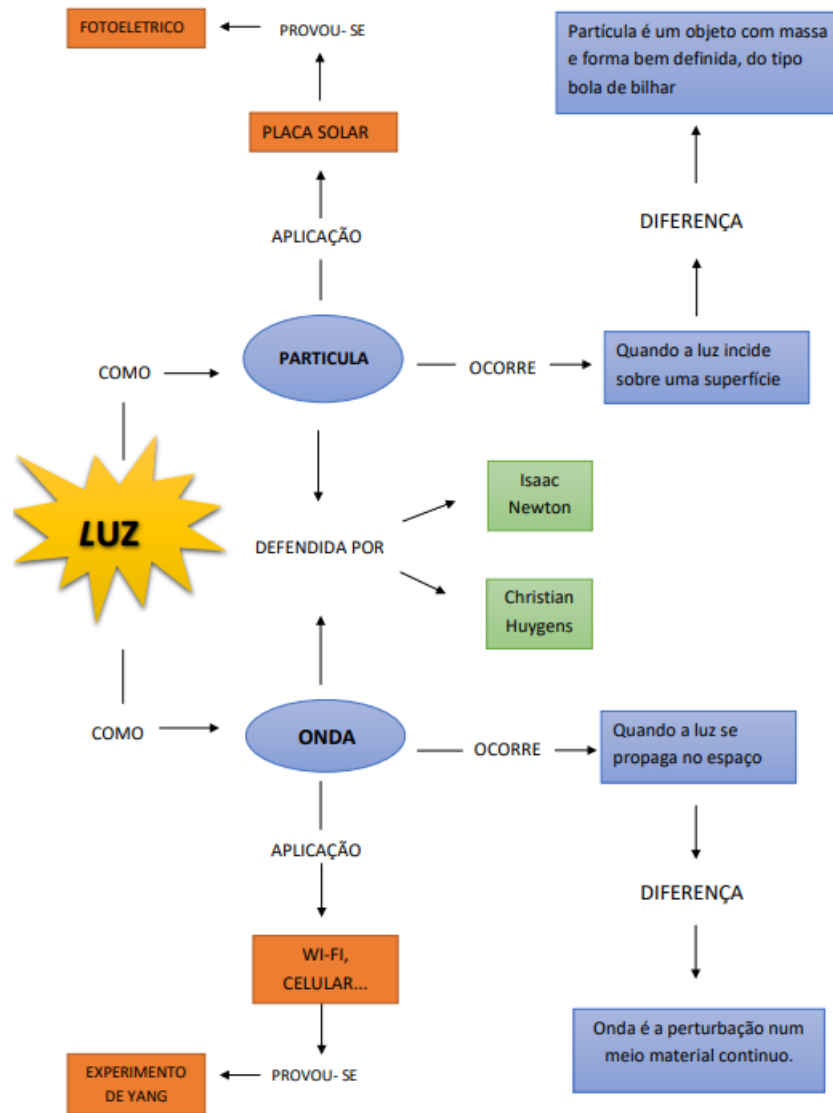 FOTOELETRICO
PROVOU- SE
Partícula é um objeto com massa
e forma bem definida, do tipo
bola de bilhar
PLACA SOLAR
APLICAÇÃO
DIFERENÇA
COMO
PARTICULA
OCORRE
Quando a luz incide
sobre uma superfície
LUZ
DEFENDIDA POR
Isaac
Newton
Christian
Huygens
COMO
ONDA
OCORRE
Quando a luz se
propaga no espaço
APLICAÇÃO
DIFERENÇA
WI-FI,
CELULAR...
Onda é a perturbação num
meio material continuo.
EXPERIMENTO
DE YANG
PROVOU- SE